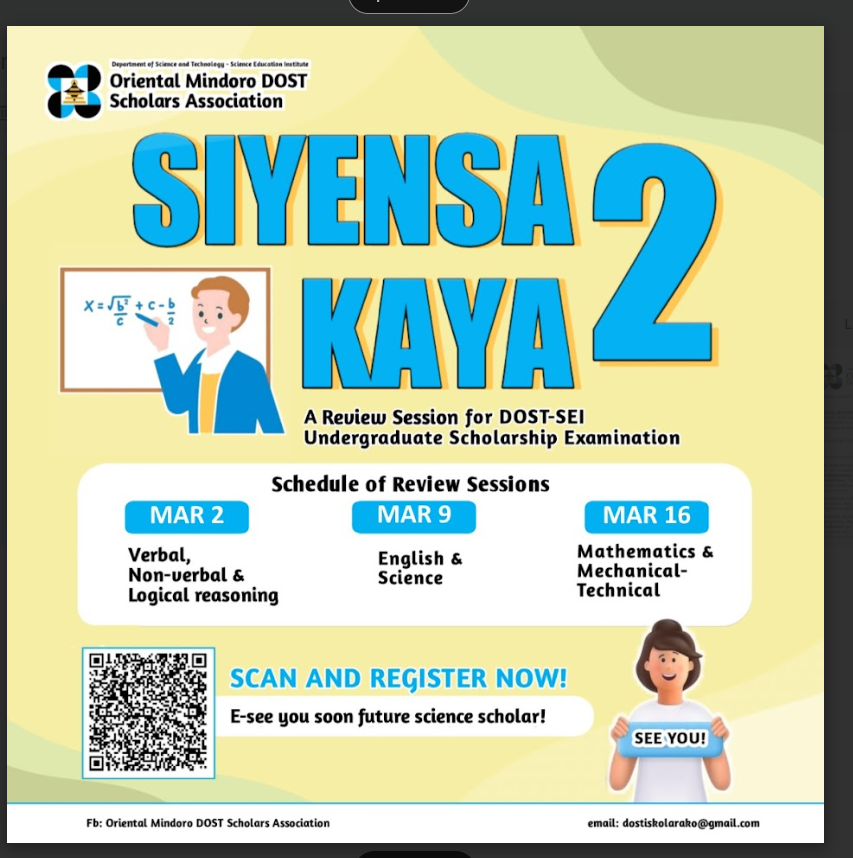 Department of Science and Technology - Science Education Institute
Oriental Mindoro DOST
Scholars Association
SIYENSA
KAYA
2
X=√b²/c + c - b/2
A Review Session for DOST-SEI
Undergraduate Scholarship Examination
Schedule of Review Sessions
MAR 2
Verbal,
Non-verbal &
Logical reasoning
MAR 9
English &
Science
MAR 16
Mathematics &
Mechanical-
Technical
SCAN AND REGISTER NOW!
E-see you soon future science scholar!
SEE YOU!
Fb: Oriental Mindoro DOST Scholars Association
email: dostiskolarako@gmail.com